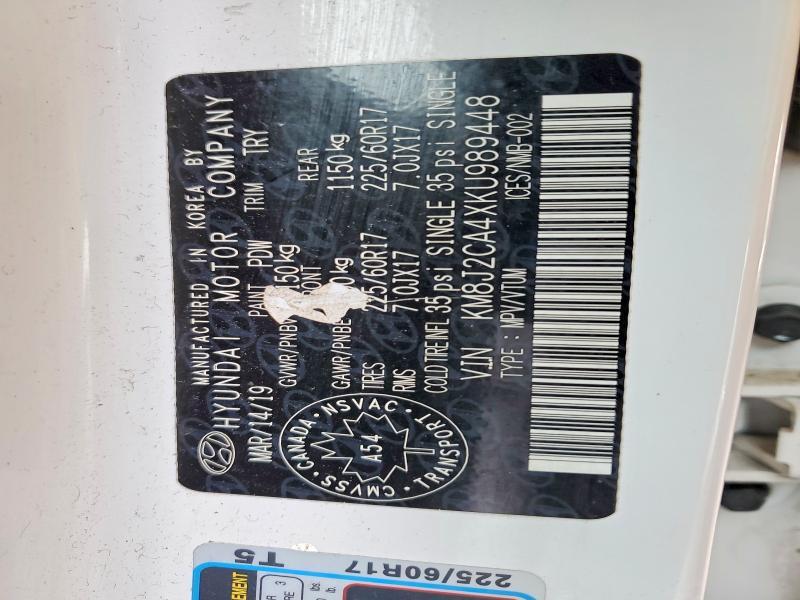 MANUFACTURED IN KOREA BY
HYUNDAI MOTOR COMPANY
MAR/14/19 PAINT PDW TRIM TRY
GVWR/PNBV 50 kg
FRONT REAR
GAWR/PNBE kg 1150 kg
TIRES 225/60R17 225/60R17
RIMS 7.0JX17 7.0JX17
COLD TIRE INFL 35 psi SINGLE 35 psi SINGLE
VIN KM8J2CA4XKU989448
TYPE : MPV/VTUM ICES/NMB-002
CANADA · NSVAC · TRANSPORT · CMVSS ·
A54
T5
225/60R17